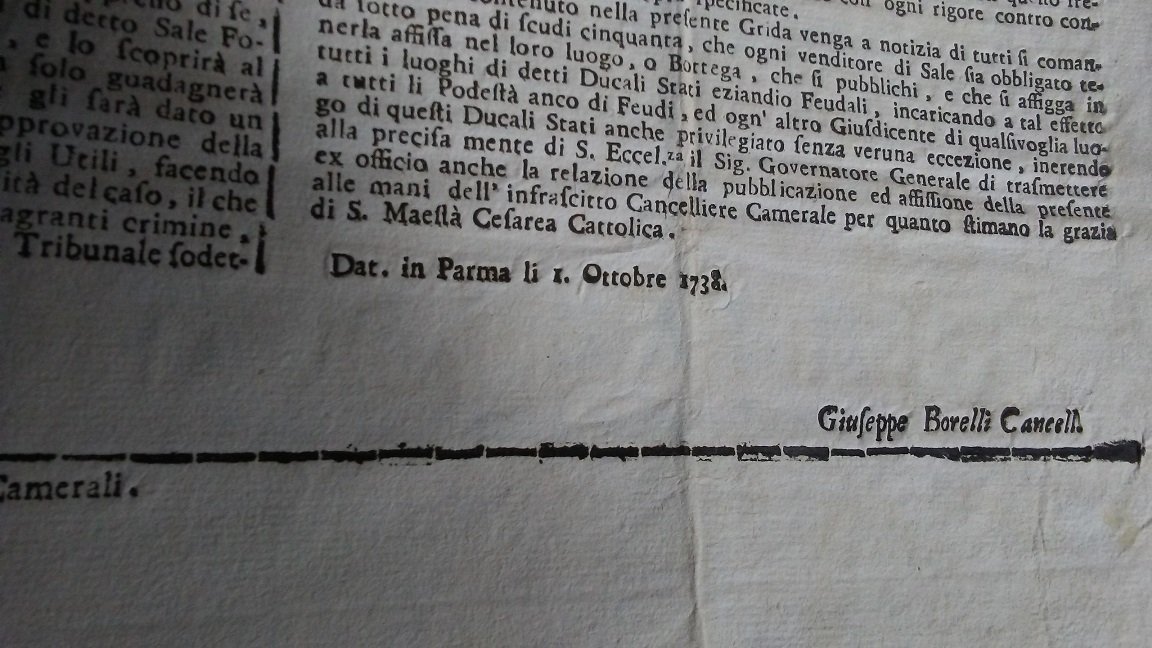 di se,
di detto Sale Fo-
, e lo ſcoprirà al
ſolo guadagnerà
gli ſarà dato un
pprovazione della
gli Utili, facendo
ità del caſo, il che
agranti crimine,
Tribunale ſodet-
ſpecificate.
ogni rigore contro con-
nella preſente Grida venga a notizia di tutti ſi coman-
da ſotto pena di ſcudi cinquanta, che ogni venditore di Sale ſia obbligato te-
nerla affiſſa nel loro luogo, o Bottega, che ſi pubblichi, e che ſi affigga in
tutti i luoghi di detti Ducali Stati eziandio Feudali, incaricando a tal effetto
a tutti li Podeſtà anco di Feudi, ed ogn' altro Giuſdicente di qualſivoglia luo-
go di queſti Ducali Stati anche privilegiato ſenza veruna eccezione, inerendo
alla preciſa mente di S. Eccel.za il Sig. Governatore Generale di traſmettere
ex officio anche la relazione della pubblicazione ed affiſſione della preſente
alle mani dell' infraſcitto Cancelliere Camerale per quanto ſtimano la grazia
di S. Maeſtà Ceſarea Cattolica.
Dat. in Parma li 1. Ottobre 1738.
Giuſeppe Borelli Cancell.
Camerali.